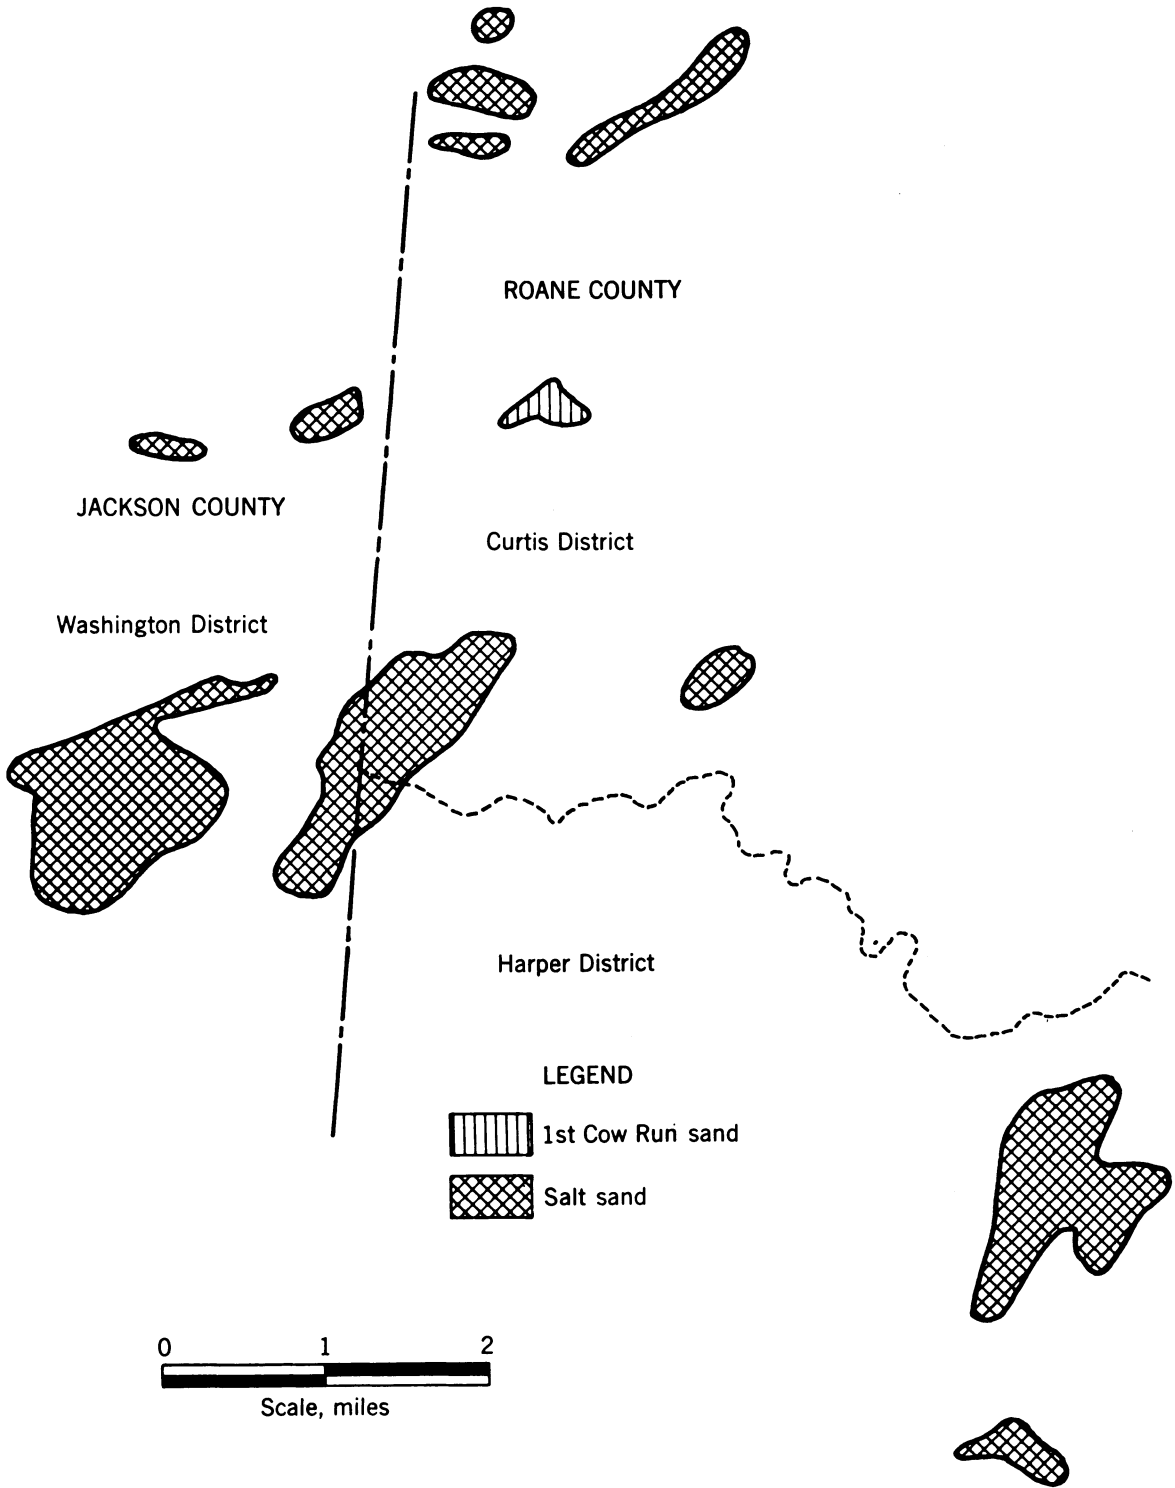 ROANE COUNTY
JACKSON COUNTY
Curtis District
Washington District
Harper District
LEGEND
1st Cow Run sand
Salt sand
0 1 2
Scale, miles